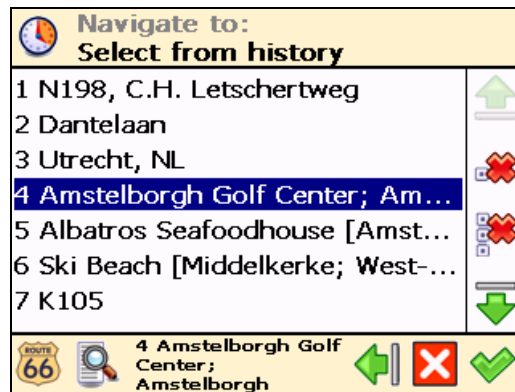 Navigate to:
Select from history
1 N198, C.H. Letschertweg
2 Dantelaan
3 Utrecht, NL
4 Amstelborgh Golf Center; Am...
5 Albatros Seafoodhouse [Amst...
6 Ski Beach [Middelkerke; West-...
7 K105
ROUTE
66
4 Amstelborgh Golf
Center;
Amstelborgh